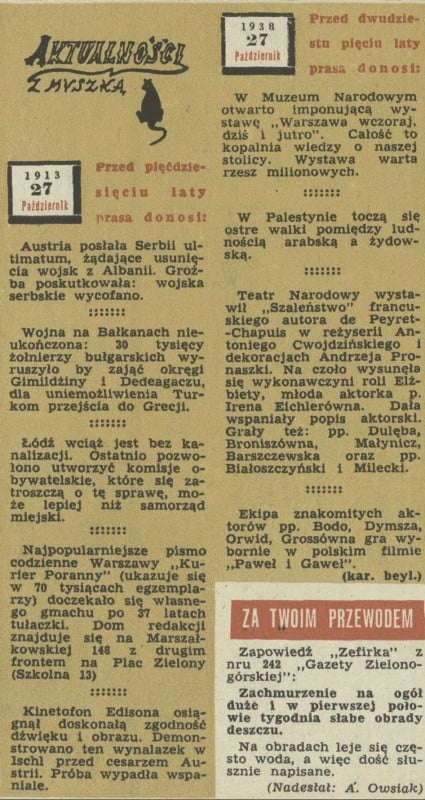 AKTUALNOŚCI
Z MYSZKĄ
1913
27
Październik
Przed pięćdzie-
sięciu laty
prasa donosi:
Austria posłała Serbii ul-
timatum, żądające usunię-
cia wojsk z Albanii. Groź-
ba poskutkowała: wojska
serbskie wycofano.
Wojna na Bałkanach nie-
ukończona: 30 tysięcy
żołnierzy bułgarskich wy-
ruszyło by zająć okręgi
Gimildżiny i Dedeagaczu,
dla uniemożliwienia Tur-
kom przejścia do Grecji.
Łódź wciąż jest bez ka-
nalizacji. Ostatnio pozwo-
lono utworzyć komisje o-
bywatelskie, które się za-
troszczą o tę sprawę, mo-
że lepiej niż samorząd
miejski.
Najpopularniejsze pismo
codzienne Warszawy „Ku-
rier Poranny” (ukazuje się
w 70 tysiącach egzempla-
rzy) doczekało się własne-
go gmachu po 37 latach
tułaczki. Dom redakcji
znajduje się na Marszał-
kowskiej 148 z drugim
frontem na Plac Zielony
(Szkolna 13)
Kinetofon Edisona osią-
gnął doskonałą zgodność
dźwięku i obrazu. Demon-
strowano ten wynalazek w
Ischl przed cesarzem Au-
strii. Próba wypadła wspa-
niale.
1938
27
Październik
Przed dwudzie-
stu pięciu laty
prasa donosi:
W Muzeum Narodowym
otwarto imponującą wy-
stawę „Warszawa wczoraj,
dziś i jutro”. Całość to
kopalnia wiedzy o naszej
stolicy. Wystawa warta
rzesz milionowych.
W Palestynie toczą się
ostre walki pomiędzy lud-
nością arabską a żydow-
ską.
Teatr Narodowy wysta-
wił „Szaleństwo” francu-
skiego autora de Peyret-
-Chapuis w reżyserii An-
toniego Cwojdzińskiego i
dekoracjach Andrzeja Pro-
naszki. Na czoło wysunęła
się wykonawczyni roli Elż-
biety, młoda aktorka p.
Irena Eichlerówna. Dała
wspaniały popis aktorski.
Grały też: pp. Dulęba,
Broniszówna, Małynicz,
Barszczewska oraz pp.
Białoszczyński i Milecki.
Ekipa znakomitych ak-
torów pp. Bodo, Dymsza,
Orwid, Grossówna gra wy-
bornie w polskim filmie
„Paweł i Gaweł”.
(kar. beyl.)
ZA TWOIM PRZEWODEM
Zapowiedź „Zefirka” z
nru 242 „Gazety Zielono-
górskiej”:
Zachmurzenie na ogół
duże i w pierwszej poło-
wie tygodnia słabe obrady
deszczu.
Na obradach leje się czę-
sto woda, a więc dość słu-
sznie napisane.
(Nadesłał: A. Owsiak)